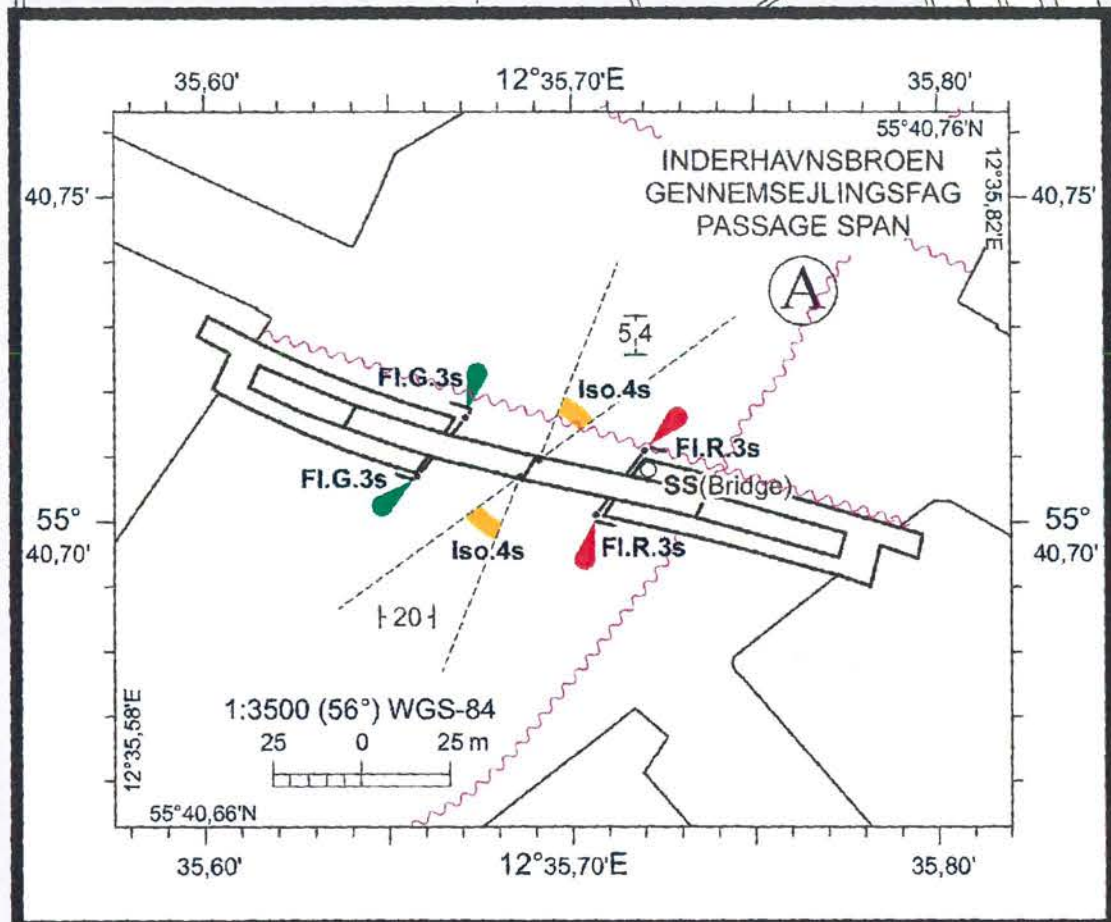 35,60' 12°35,70'E 35,80'
55°40,76'N
40,75' 40,75'
12°35,82'E
INDERHAVNSBROEN
GENNEMSEJLINGSFAG
PASSAGE SPAN
A
5,4
Fl.G.3s
Iso.4s
Fl.R.3s
Fl.G.3s
SS(Bridge)
55° 55°
40,70' 40,70'
Iso.4s
Fl.R.3s
20
12°35,58'E
1:3500 (56°) WGS-84
25 0 25 m
55°40,66'N
35,60' 12°35,70'E 35,80'